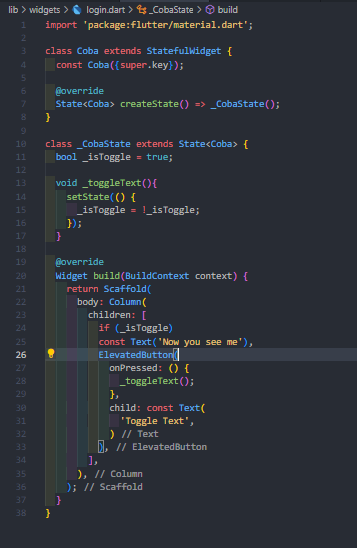 lib > widgets > login.dart > _CobaState > build
1 import 'package:flutter/material.dart';
2
3 class Coba extends StatefulWidget {
4 const Coba({super.key});
5
6 @override
7 State<Coba> createState() => _CobaState();
8 }
9
10 class _CobaState extends State<Coba> {
11 bool _isToggle = true;
12
13 void _toggleText(){
14 setState(() {
15 _isToggle = !_isToggle;
16 });
17 }
18
19 @override
20 Widget build(BuildContext context) {
21 return Scaffold(
22 body: Column(
23 children: [
24 if (_isToggle)
25 const Text('Now you see me'),
26 ElevatedButton(
27 onPressed: () {
28 _toggleText();
29 },
30 child: const Text(
31 'Toggle Text',
32 ) // Text
33 ), // ElevatedButton
34 ],
35 ), // Column
36 ); // Scaffold
37 }
38 }